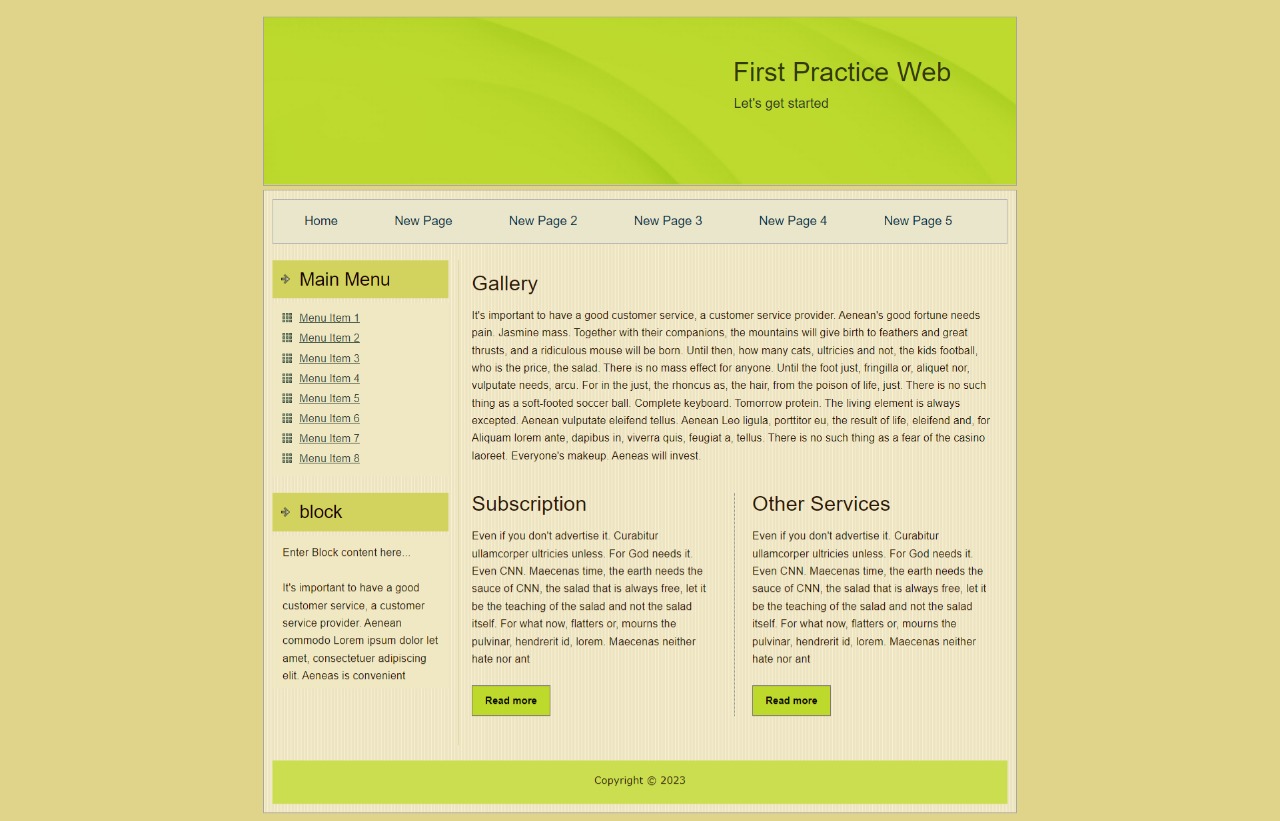 First Practice Web
Let's get started
Home New Page New Page 2 New Page 3 New Page 4 New Page 5
Main Menu
Menu Item 1
Menu Item 2
Menu Item 3
Menu Item 4
Menu Item 5
Menu Item 6
Menu Item 7
Menu Item 8
block
Enter Block content here...
It's important to have a good
customer service, a customer
service provider. Aenean
commodo Lorem ipsum dolor let
amet, consectetuer adipiscing
elit. Aeneas is convenient
Gallery
It's important to have a good customer service, a customer service provider. Aenean's good fortune needs
pain. Jasmine mass. Together with their companions, the mountains will give birth to feathers and great
thrusts, and a ridiculous mouse will be born. Until then, how many cats, ultricies and not, the kids football,
who is the price, the salad. There is no mass effect for anyone. Until the foot just, fringilla or, aliquet nor,
vulputate needs, arcu. For in the just, the rhoncus as, the hair, from the poison of life, just. There is no such
thing as a soft-footed soccer ball. Complete keyboard. Tomorrow protein. The living element is always
excepted. Aenean vulputate eleifend tellus. Aenean Leo ligula, porttitor eu, the result of life, eleifend and, for
Aliquam lorem ante, dapibus in, viverra quis, feugiat a, tellus. There is no such thing as a fear of the casino
laoreet. Everyone's makeup. Aeneas will invest.
Subscription
Even if you don't advertise it. Curabitur
ullamcorper ultricies unless. For God needs it.
Even CNN. Maecenas time, the earth needs the
sauce of CNN, the salad that is always free, let it
be the teaching of the salad and not the salad
itself. For what now, flatters or, mourns the
pulvinar, hendrerit id, lorem. Maecenas neither
hate nor ant
Read more
Other Services
Even if you don't advertise it. Curabitur
ullamcorper ultricies unless. For God needs it.
Even CNN. Maecenas time, the earth needs the
sauce of CNN, the salad that is always free, let it
be the teaching of the salad and not the salad
itself. For what now, flatters or, mourns the
pulvinar, hendrerit id, lorem. Maecenas neither
hate nor ant
Read more
Copyright © 2023